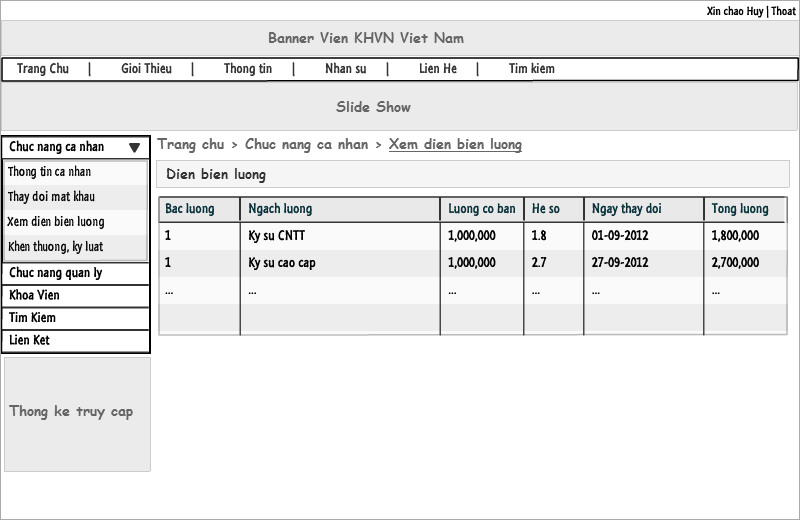 Xin chao Huy | Thoat
Banner Vien KHVN Viet Nam
Trang Chu | Gioi Thieu | Thong tin | Nhan su | Lien He | Tim kiem
Slide Show
Chuc nang ca nhan
Thong tin ca nhan
Thay doi mat khau
Xem dien bien luong
Khen thuong, ky luat
Chuc nang quan ly
Khoa Vien
Tim Kiem
Lien Ket
Thong ke truy cap
Trang chu > Chuc nang ca nhan > Xem dien bien luong
Dien bien luong
Bac luong Ngach luong Luong co ban He so Ngay thay doi Tong luong
1 Ky su CNTT 1,000,000 1.8 01-09-2012 1,800,000
1 Ky su cao cap 1,000,000 2.7 27-09-2012 2,700,000
... ... ... ... ... ...